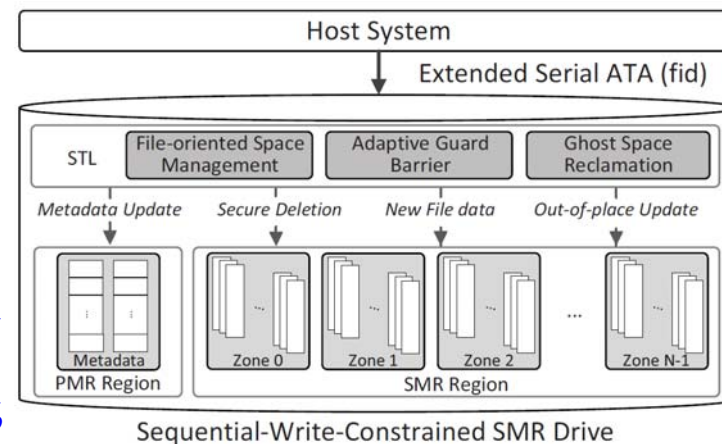 Host System
Extended Serial ATA (fid)
STL
File-oriented Space
Management
Adaptive Guard
Barrier
Ghost Space
Reclamation
Metadata Update
Secure Deletion
New File data
Out-of-place Update
...
...
...
...
...
...
...
Metadata
Zone 0
Zone 1
Zone 2
Zone N-1
PMR Region
SMR Region
Sequential-Write-Constrained SMR Drive